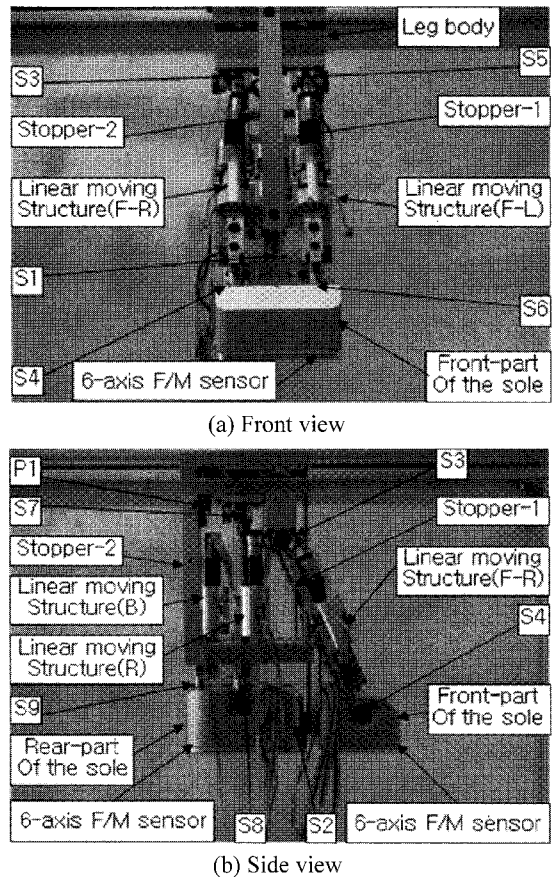 Leg body
S3
S5
Stopper-2
Stopper-1
Linear moving
Structure(F-R)
Linear moving
Structure(F-L)
S1
S6
S4
6-axis F/M sensor
Front-part
Of the sole
(a) Front view
P1
S3
S7
Stopper-1
Stopper-2
Linear moving
Structure(F-R)
Linear moving
Structure(B)
Linear moving
Structure(R)
S4
S9
Front-part
Of the sole
Rear-part
Of the sole
6-axis F/M sensor
S8
S2
6-axis F/M sensor
(b) Side view